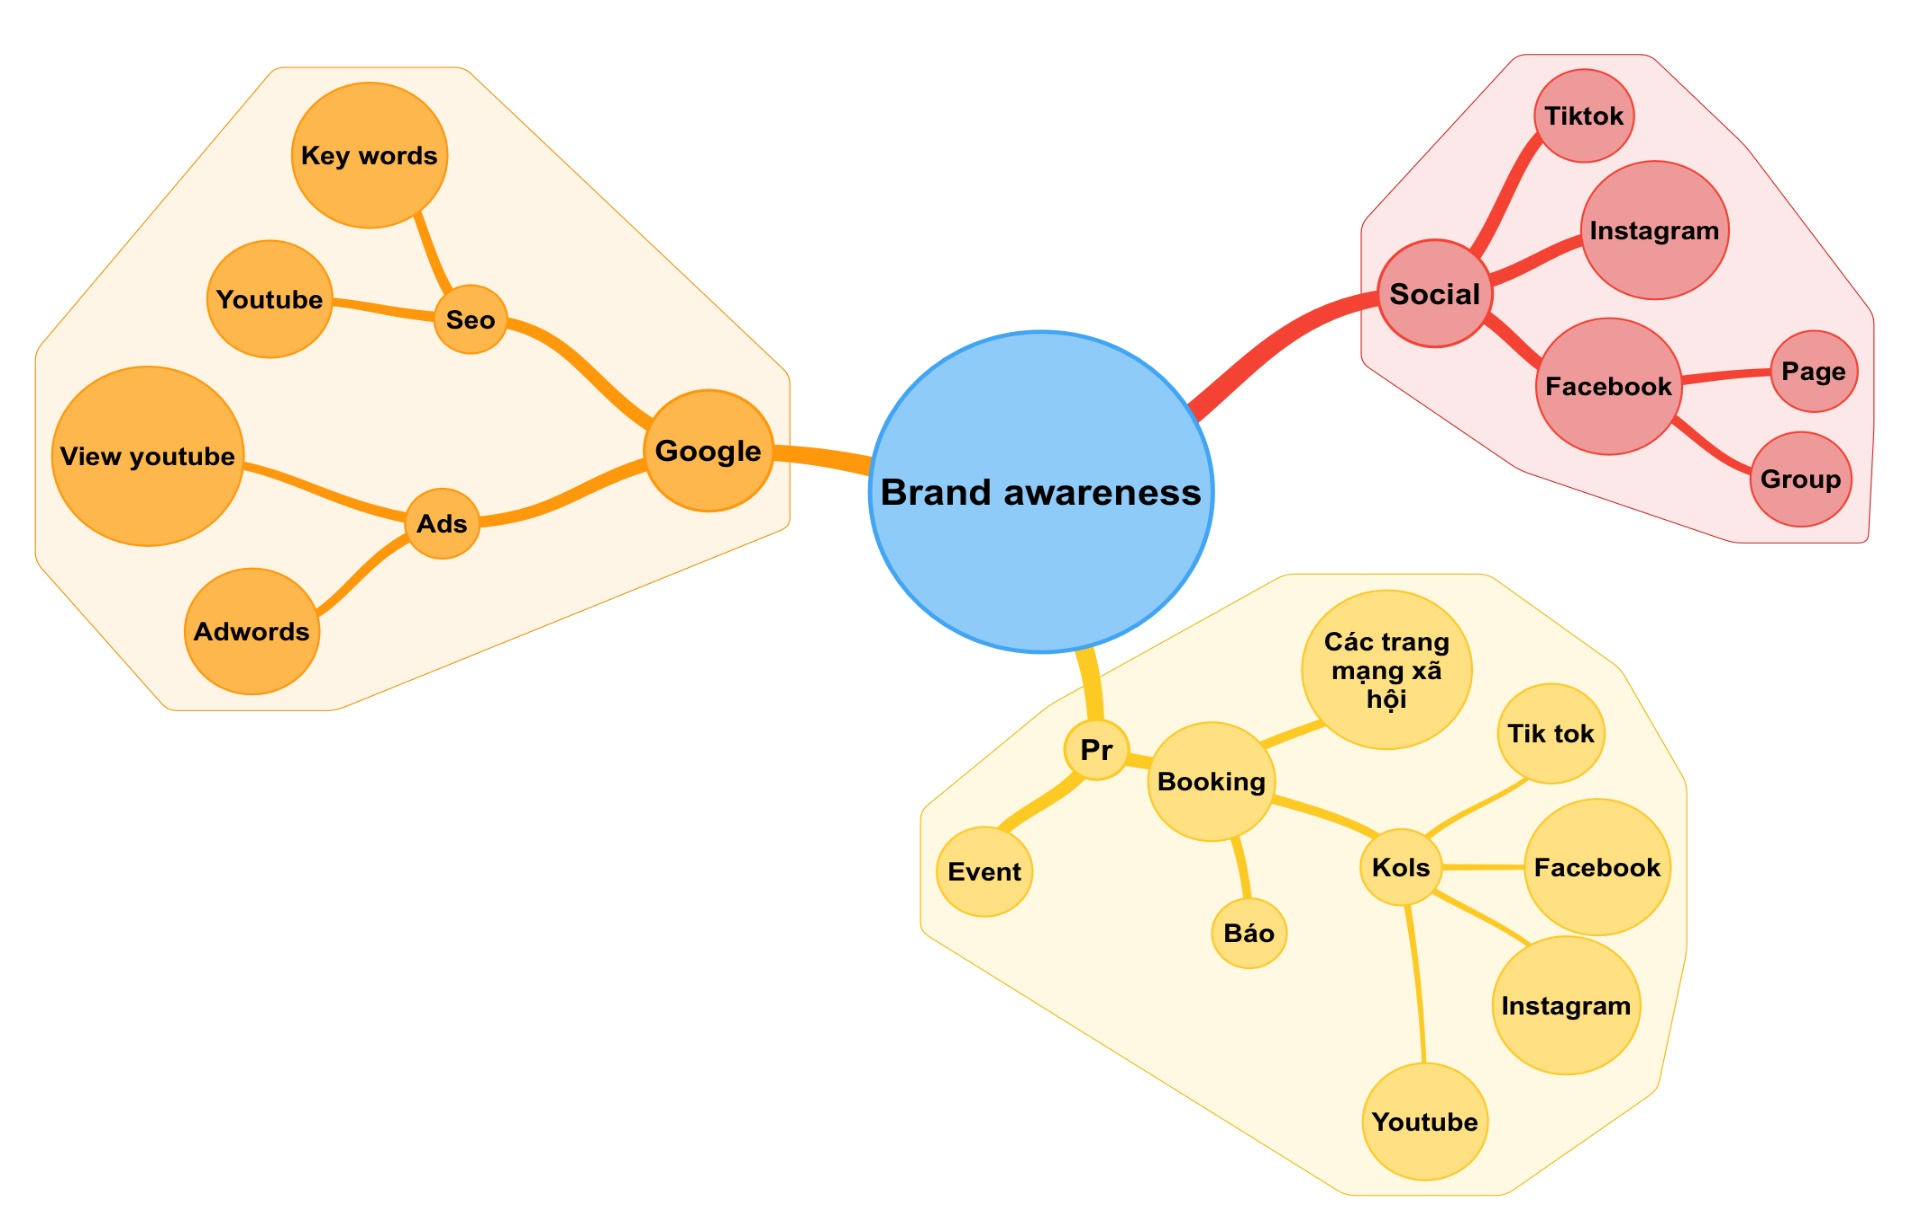 Brand awareness
Google
Seo
Key words
Youtube
Ads
View youtube
Adwords
Social
Tiktok
Instagram
Facebook
Page
Group
Pr
Event
Booking
Các trang
mạng xã
hội
Báo
Kols
Tik tok
Facebook
Instagram
Youtube